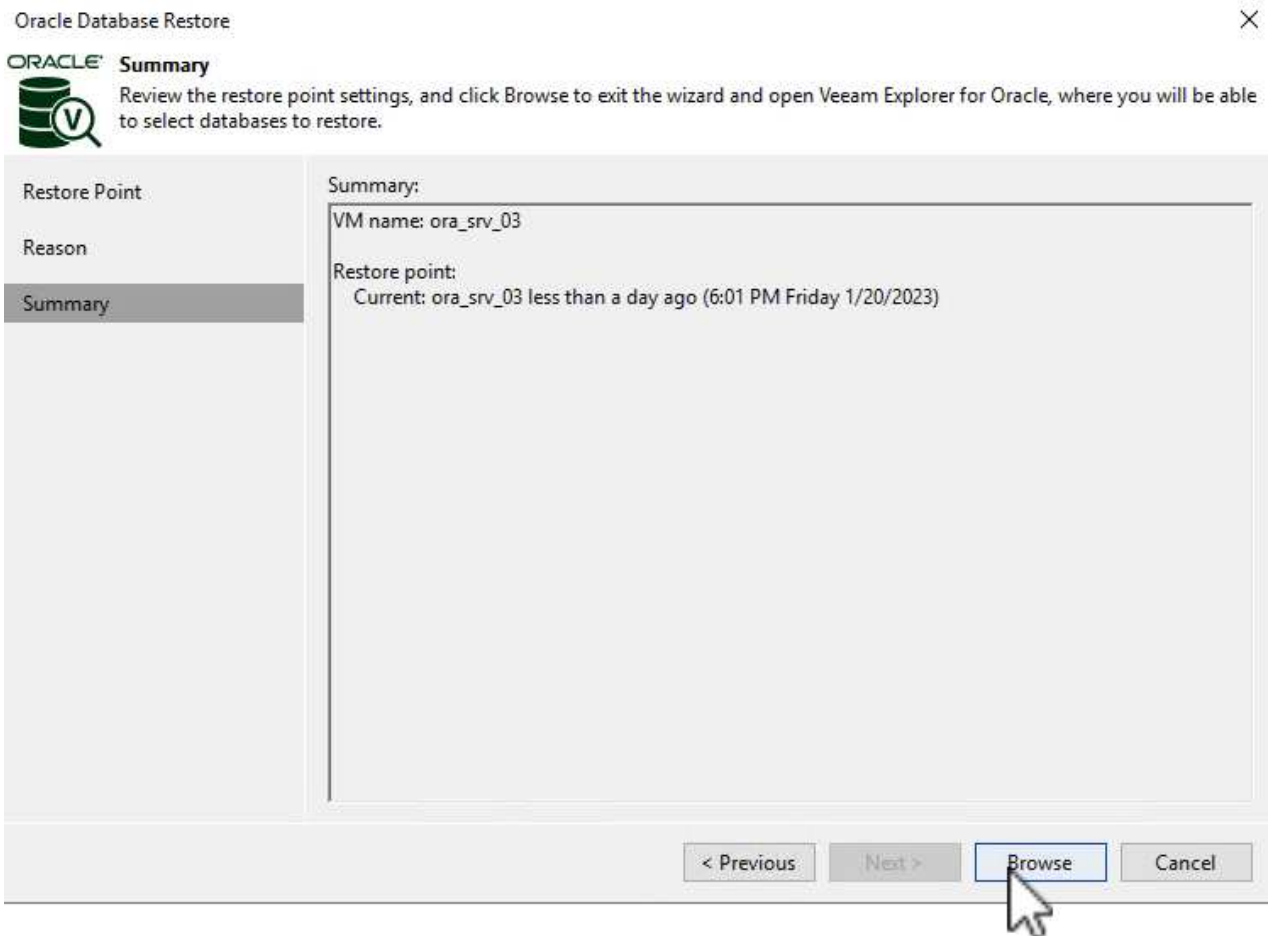 Oracle Database Restore
ORACLE
Summary
Review the restore point settings, and click Browse to exit the wizard and open Veeam Explorer for Oracle, where you will be able
to select databases to restore.
V
Restore Point
Reason
Summary
Summary:
VM name: ora_srv_03
Restore point:
Current: ora_srv_03 less than a day ago (6:01 PM Friday 1/20/2023)
< Previous
Next >
Browse
Cancel